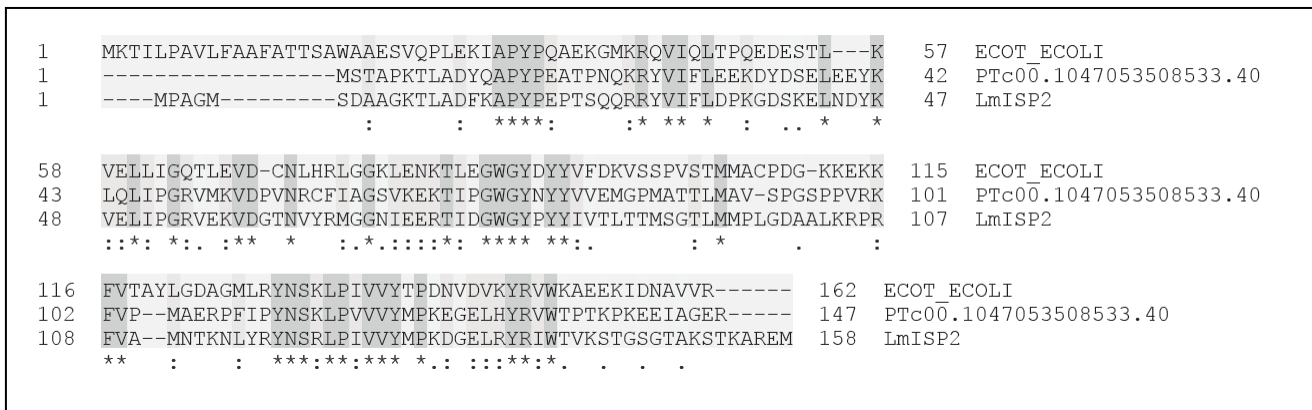 1 MKTILPAVLFAAFATTSAWAAESVQPLEKIAPYPQAEKGMKRQVIQLTPQEDESTL---K 57 ECOT_ECOLI
1 ------------------MSTAPKTLADYQAPYPEATPNQKRYVIFLEEKDYDSELEEYK 42 PTc00.1047053508533.40
1 ----MPAGM---------SDAAGKTLADFKAPYPEPTSQQRRYVIFLDPKGDSKELNDYK 47 LmISP2
: : ****: :* ** * : .. * *
58 VELLIGQTLEVD-CNLHRLGGKLENKTLEGWGYDYYVFDKVSSPVSTMMACPDG-KKEKK 115 ECOT_ECOLI
43 LQLIPGRVMKVDPVNRCFIAGSVKEKTIPGWGYNYYVVEMGPMATTLMAV-SPGSPPVRK 101 PTc00.1047053508533.40
48 VELIPGRVEKVDGTNVYRMGGNIEERTIDGWGYPYYIVTLTTMSGTLMMPLGDAALKRPR 107 LmISP2
::*: *:. :** * :.*.::::*: **** **:. : * . :
116 FVTAYLGDAGMLRYNSKLPIVVYTPDNVDVKYRVWKAEEKIDNAVVR------ 162 ECOT_ECOLI
102 FVP--MAERPFIPYNSKLPVVVYMPKEGELHYRVWTPTKPKEEIAGER----- 147 PTc00.1047053508533.40
108 FVA--MNTKNLYRYNSRLPIVVYMPKDGELRYRIWTVKSTGSGTAKSTKAREM 158 LmISP2
** : : ***:**:*** *.: :::**:*. . . .